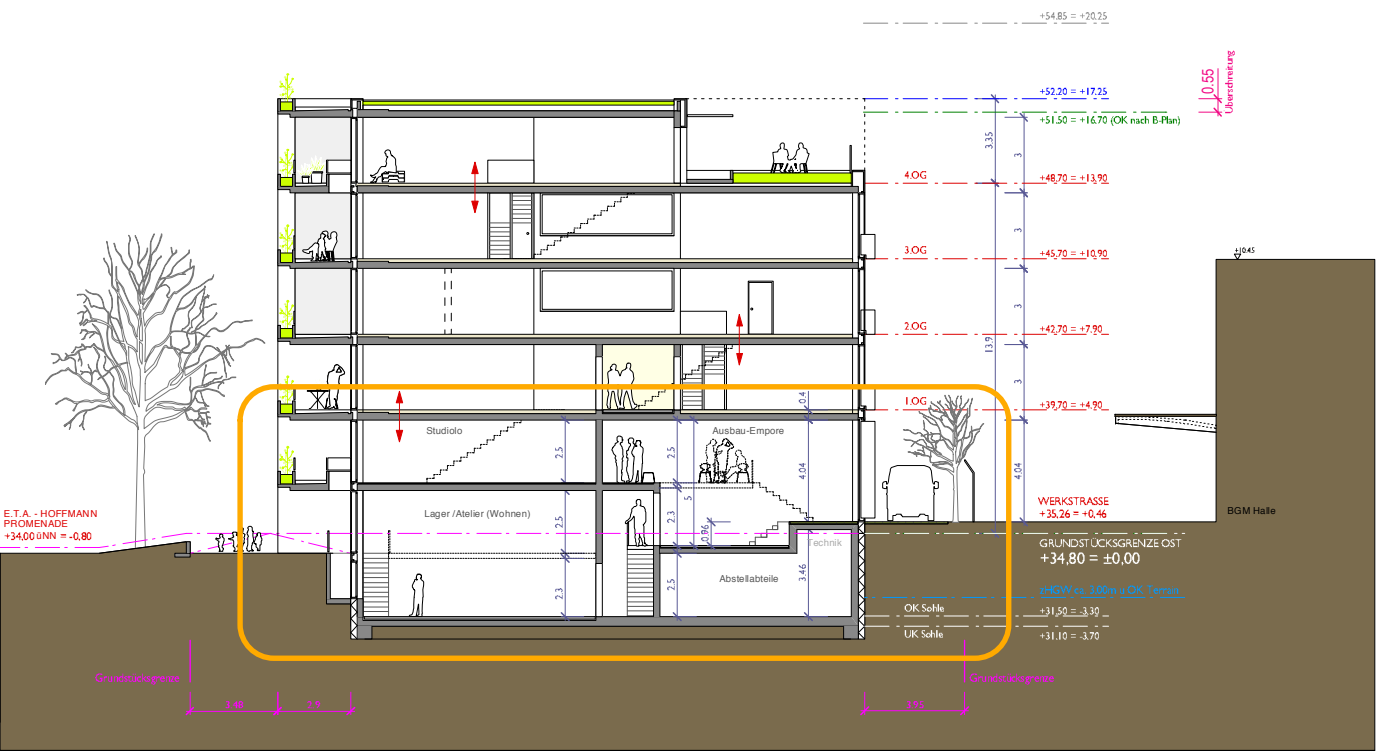 +54.85 = +20.25
0.55
Überschreitung
+52.20 = +17.25
+51.50 = +16.70 (OK nach B-Plan)
3.35
3
4.OG
+48.70 = +13.90
3
3.OG
+45.70 = +10.90
+10.45
3
2.OG
+42.70 = +7.90
13.9
3
1.OG
+39.70 = +4.90
0.4
Studiolo
Ausbau-Empore
2.5
2.5
5
4.04
4.04
WERKSTRASSE
+35,26 = +0,46
BGM Halle
E.T.A. - HOFFMANN
PROMENADE
+34,00 üNN = -0,80
Lager /Atelier (Wohnen)
2.5
2.3
0.96
Technik
GRUNDSTÜCKSGRENZE OST
+34,80 = ±0,00
Abstellabteile
2.3
2.5
3.46
OK Sohle
+31,50 = -3.30
UK Sohle
+31.10 = -3.70